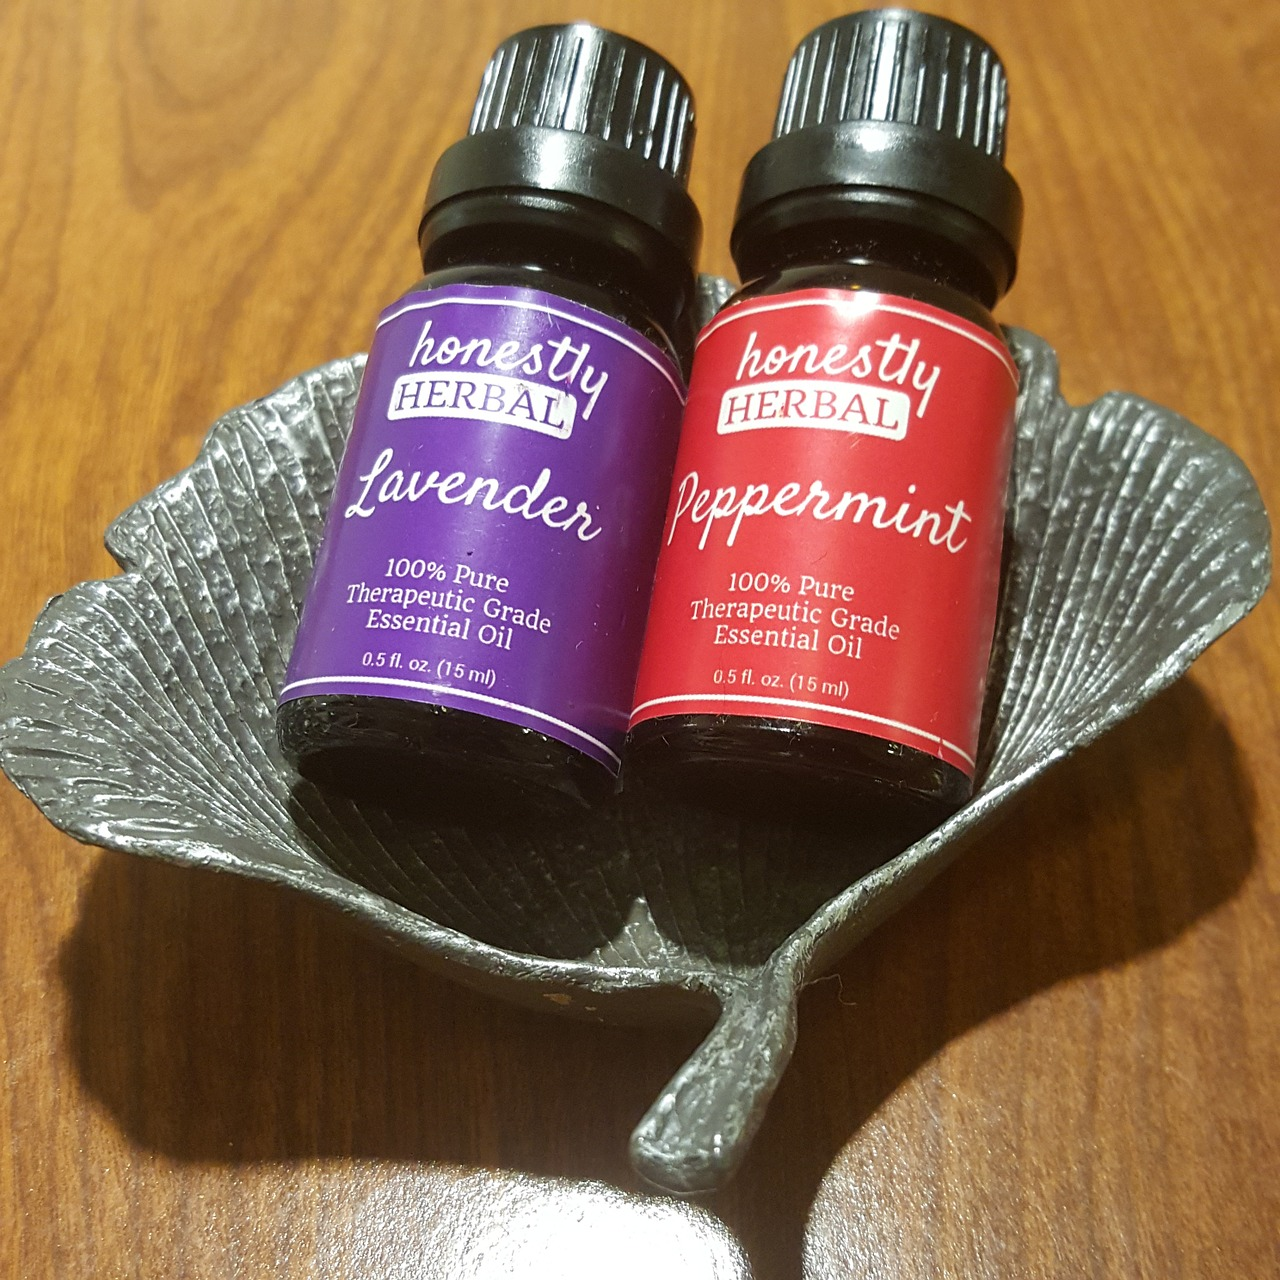 honestly
HERBAL
Lavender
100% Pure
Therapeutic Grade
Essential Oil
0.5 fl. oz. (15 ml)
honestly
HERBAL
Peppermint
100% Pure
Therapeutic Grade
Essential Oil
0.5 fl. oz. (15 ml)